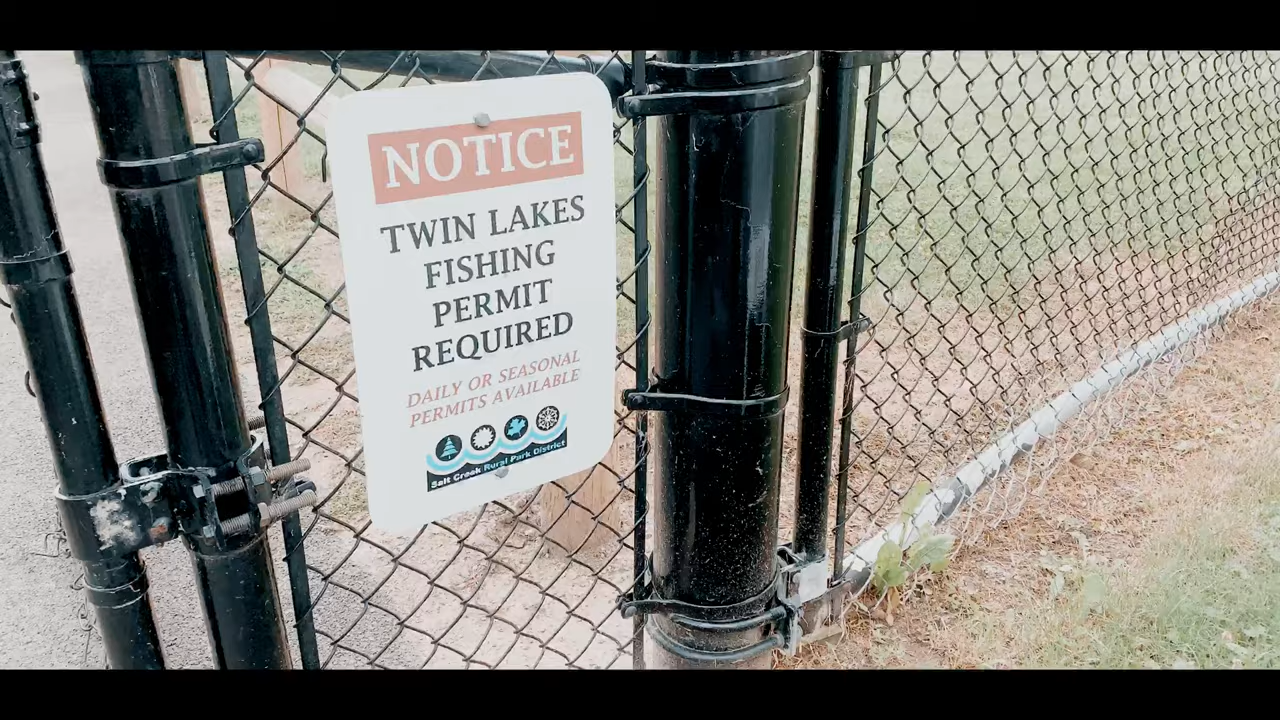 NOTICE
TWIN LAKES
FISHING
PERMIT
REQUIRED
DAILY OR SEASONAL
PERMITS AVAILABLE
Salt Creek Rural Park District